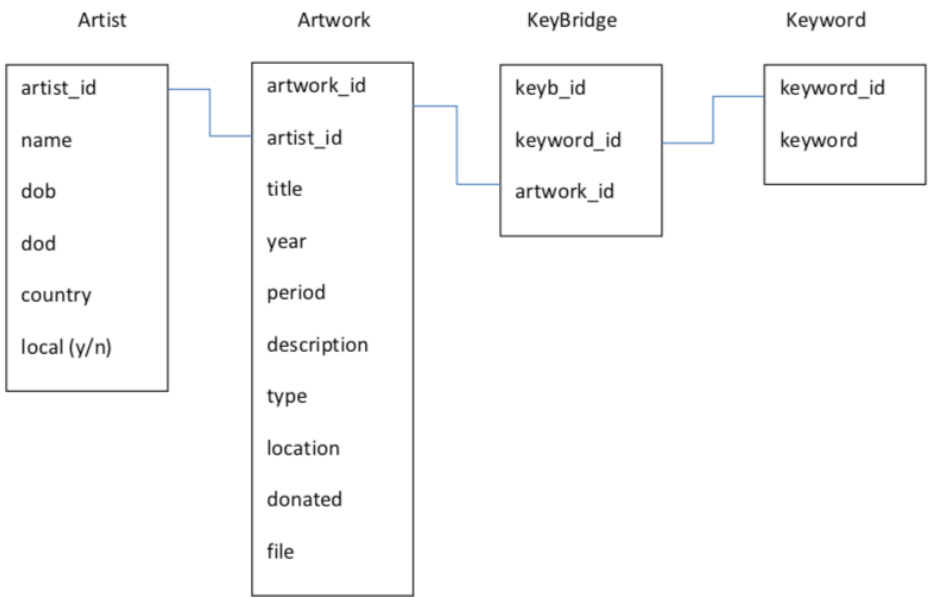 Artist
artist_id
name
dob
dod
country
local (y/n)
Artwork
artwork_id
artist_id
title
year
period
description
type
location
donated
file
KeyBridge
keyb_id
keyword_id
artwork_id
Keyword
keyword_id
keyword